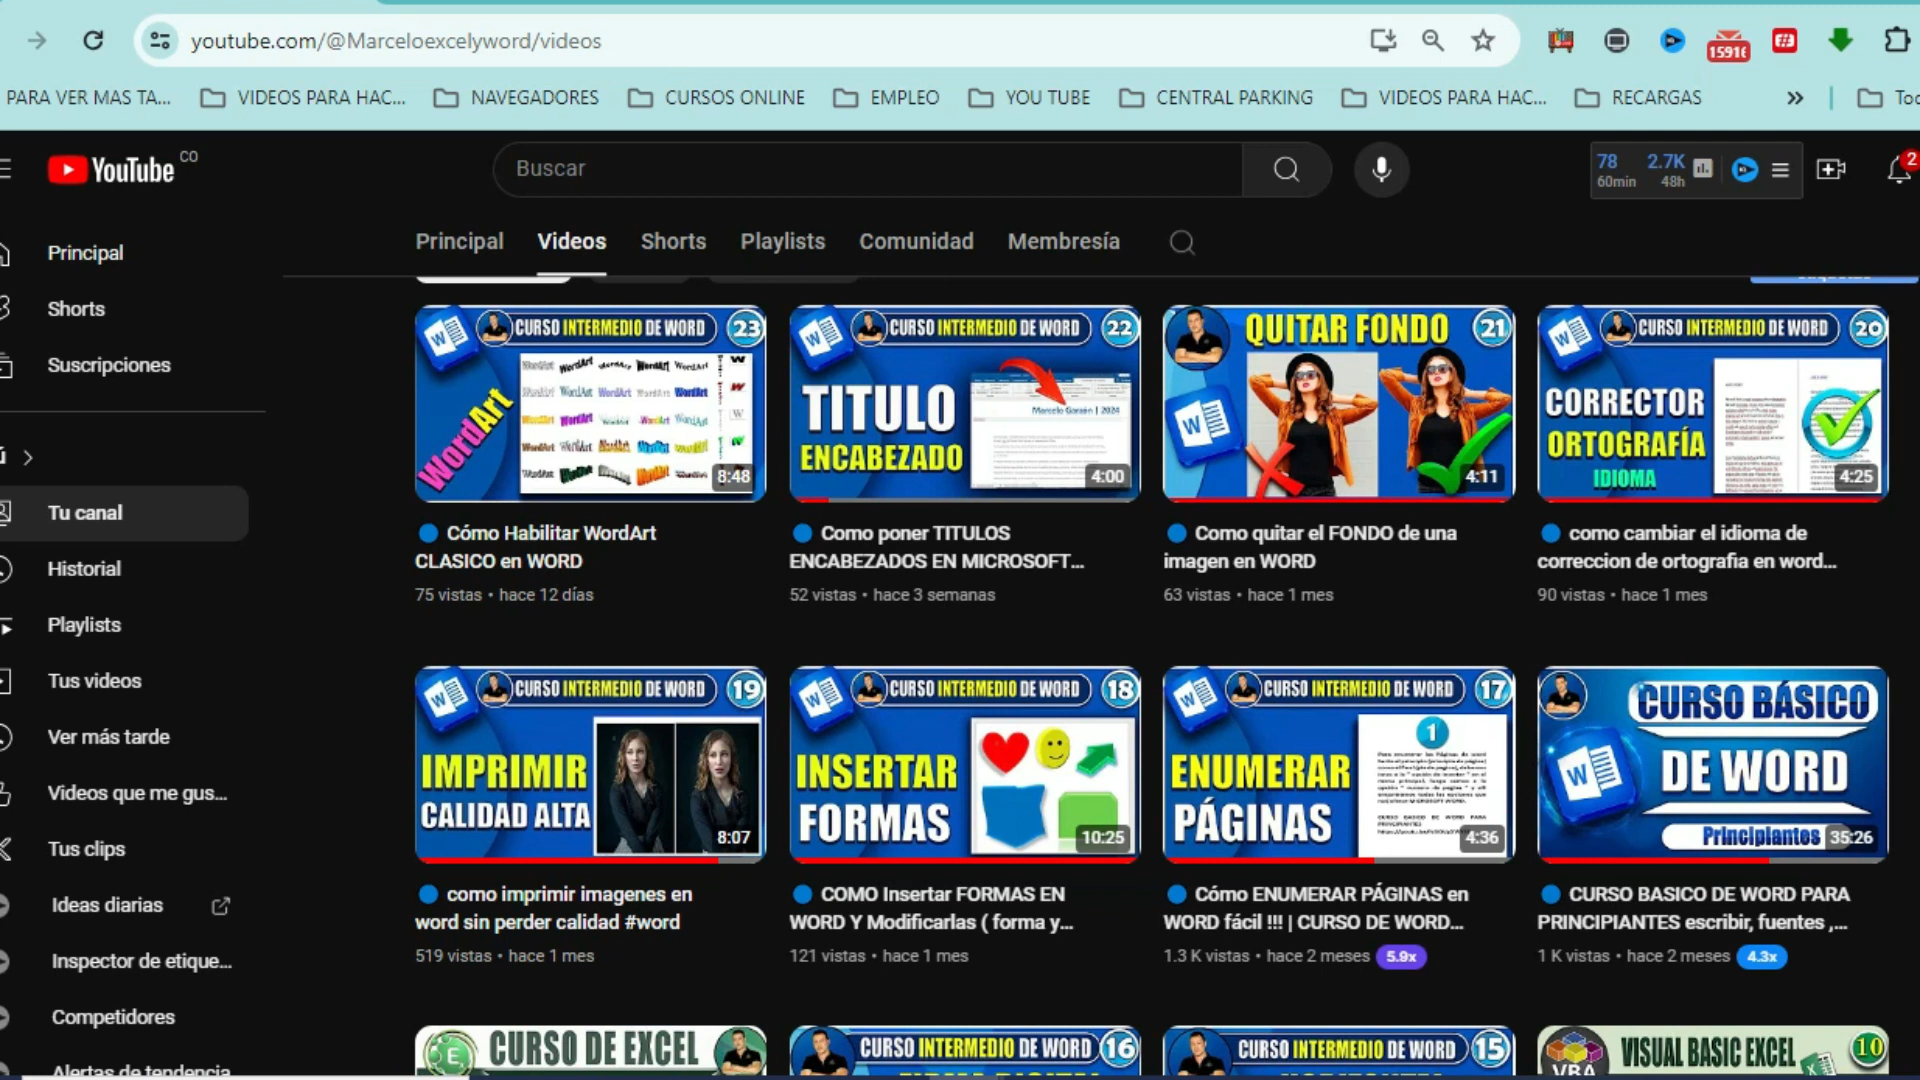 youtube.com/@Marceloexcelyword/videos
15916
PARA VER MAS TA...
VIDEOS PARA HAC...
NAVEGADORES
CURSOS ONLINE
EMPLEO
YOU TUBE
CENTRAL PARKING
VIDEOS PARA HAC...
RECARGAS
YouTube CO
Buscar
78 2.7K
60min 48h
2
Principal
Videos
Shorts
Playlists
Comunidad
Membresía
Principal
Shorts
Suscripciones
Tu canal
Historial
Playlists
Tus videos
Ver más tarde
Videos que me gus...
Tus clips
Ideas diarias
Inspector de etique...
Competidores
Alertas de tendencia
CURSO INTERMEDIO DE WORD 23
WordArt
8:48
Cómo Habilitar WordArt
CLASICO en WORD
75 vistas • hace 12 días
CURSO INTERMEDIO DE WORD 22
TITULO
ENCABEZADO
4:00
Como poner TITULOS
ENCABEZADOS EN MICROSOFT...
52 vistas • hace 3 semanas
QUITAR FONDO 21
W
4:11
Como quitar el FONDO de una
imagen en WORD
63 vistas • hace 1 mes
CURSO INTERMEDIO DE WORD 20
CORRECTOR
ORTOGRAFÍA
IDIOMA
4:25
como cambiar el idioma de
correccion de ortografia en word...
90 vistas • hace 1 mes
CURSO INTERMEDIO DE WORD 19
IMPRIMIR
CALIDAD ALTA
8:07
como imprimir imagenes en
word sin perder calidad #word
519 vistas • hace 1 mes
CURSO INTERMEDIO DE WORD 18
INSERTAR
FORMAS
10:25
COMO Insertar FORMAS EN
WORD Y Modificarlas ( forma y...
121 vistas • hace 1 mes
CURSO INTERMEDIO DE WORD 17
ENUMERAR
PÁGINAS
1
4:36
Cómo ENUMERAR PÁGINAS en
WORD fácil !!! | CURSO DE WORD...
1.3 K vistas • hace 2 meses 5.9x
CURSO BÁSICO
DE WORD
Principiantes
35:26
CURSO BASICO DE WORD PARA
PRINCIPIANTES escribir, fuentes ,...
1 K vistas • hace 2 meses 4.3x
CURSO DE EXCEL
CURSO INTERMEDIO DE WORD 16
CURSO INTERMEDIO DE WORD 15
VISUAL BASIC EXCEL 10
VBA